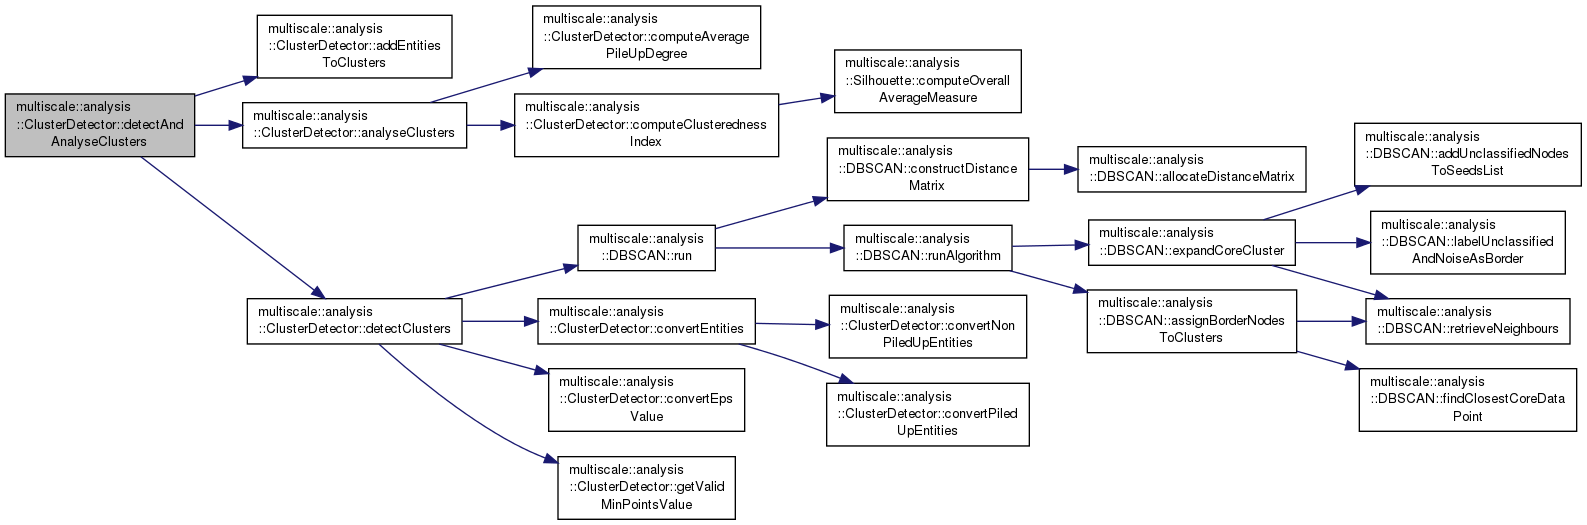 multiscale::analysis
::ClusterDetector::detectAnd
AnalyseClusters
multiscale::analysis
::ClusterDetector::addEntities
ToClusters
multiscale::analysis
::ClusterDetector::analyseClusters
multiscale::analysis
::ClusterDetector::detectClusters
multiscale::analysis
::ClusterDetector::computeAverage
PileUpDegree
multiscale::analysis
::ClusterDetector::computeClusteredness
Index
multiscale::analysis
::DBSCAN::run
multiscale::analysis
::ClusterDetector::convertEntities
multiscale::analysis
::ClusterDetector::convertEps
Value
multiscale::analysis
::ClusterDetector::getValid
MinPointsValue
multiscale::analysis
::Silhouette::computeOverall
AverageMeasure
multiscale::analysis
::DBSCAN::constructDistance
Matrix
multiscale::analysis
::DBSCAN::runAlgorithm
multiscale::analysis
::ClusterDetector::convertNon
PiledUpEntities
multiscale::analysis
::ClusterDetector::convertPiled
UpEntities
multiscale::analysis
::DBSCAN::allocateDistanceMatrix
multiscale::analysis
::DBSCAN::expandCoreCluster
multiscale::analysis
::DBSCAN::assignBorderNodes
ToClusters
multiscale::analysis
::DBSCAN::addUnclassifiedNodes
ToSeedsList
multiscale::analysis
::DBSCAN::labelUnclassified
AndNoiseAsBorder
multiscale::analysis
::DBSCAN::retrieveNeighbours
multiscale::analysis
::DBSCAN::findClosestCoreData
Point